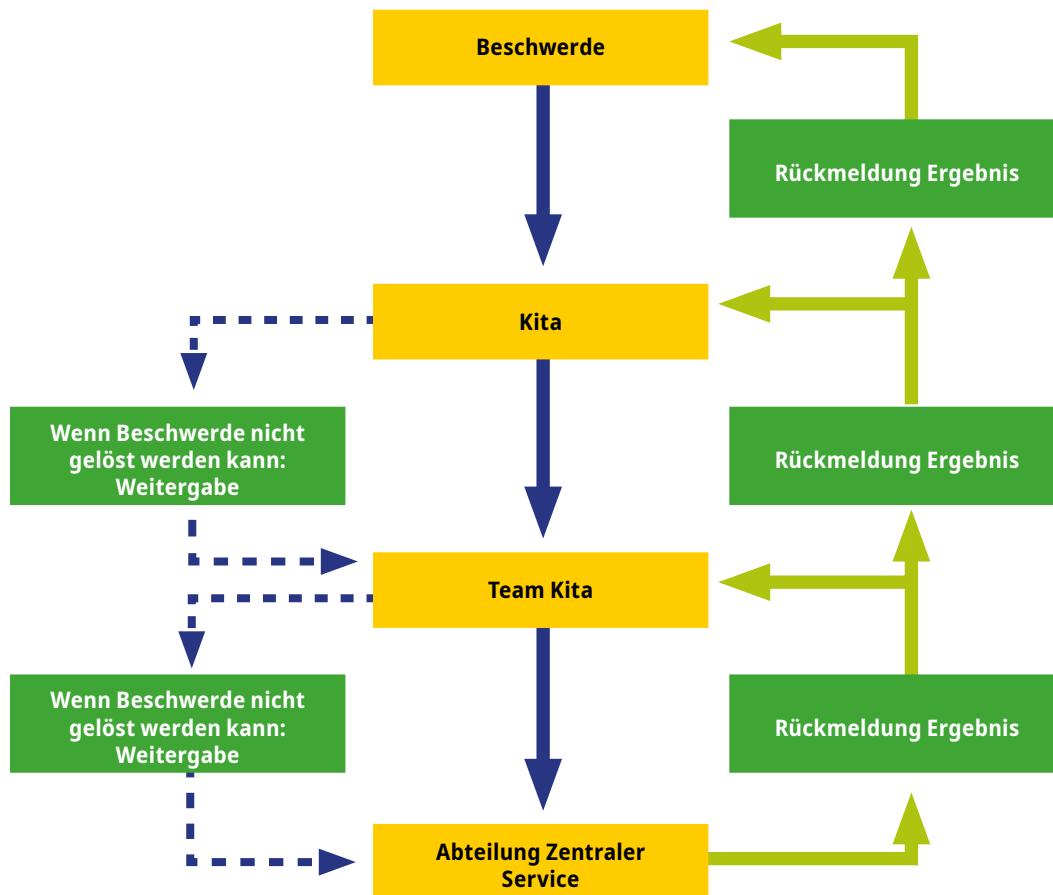 Beschwerde
Rückmeldung Ergebnis
Kita
Wenn Beschwerde nicht
gelöst werden kann:
Weitergabe
Rückmeldung Ergebnis
Team Kita
Wenn Beschwerde nicht
gelöst werden kann:
Weitergabe
Rückmeldung Ergebnis
Abteilung Zentraler
Service